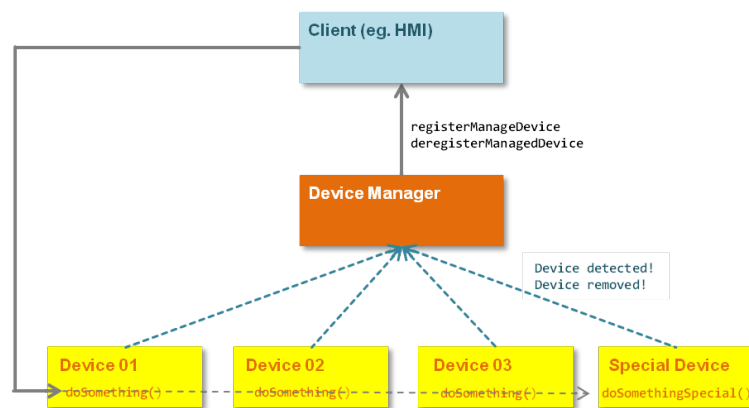 Client (eg. HMI)
registerManageDevice
deregisterManagedDevice
Device Manager
Device detected!
Device removed!
Device 01
doSomething()
Device 02
doSomething()
Device 03
doSomething()
Special Device
doSomethingSpecial()